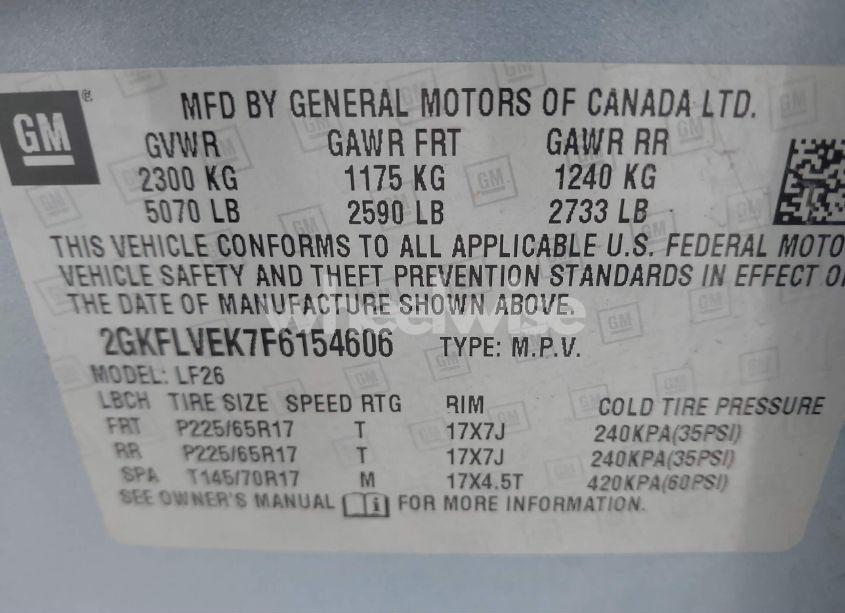 GM
MFD BY GENERAL MOTORS OF CANADA LTD.
GVWR GAWR FRT GAWR RR
2300 KG 1175 KG 1240 KG
5070 LB 2590 LB 2733 LB
THIS VEHICLE CONFORMS TO ALL APPLICABLE U.S. FEDERAL MOTO
VEHICLE SAFETY AND THEFT PREVENTION STANDARDS IN EFFECT O
THE DATE OF MANUFACTURE SHOWN ABOVE.
wheelwise
2GKFLVEK7F6154606 TYPE: M.P.V.
MODEL: LF26
LBCH TIRE SIZE SPEED RTG RIM COLD TIRE PRESSURE
FRT P225/65R17 T 17X7J 240KPA(35PSI)
RR P225/65R17 T 17X7J 240KPA(35PSI)
SPA T145/70R17 M 17X4.5T 420KPA(60PSI)
SEE OWNER'S MANUAL FOR MORE INFORMATION.